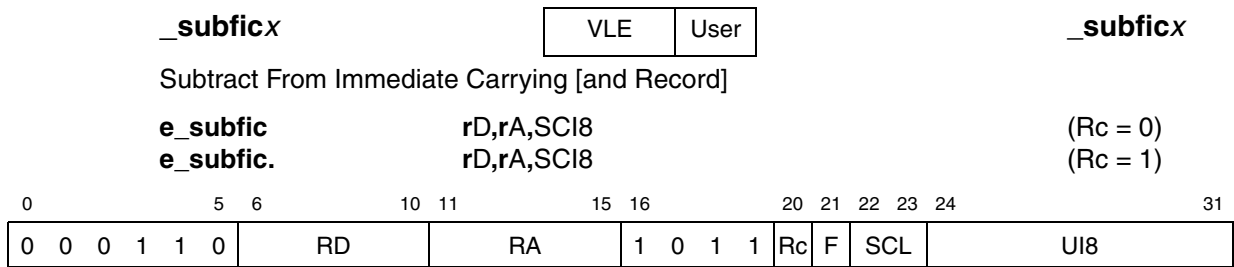 _subficx VLE User _subficx
Subtract From Immediate Carrying [and Record]
e_subfic rD,rA,SCI8 (Rc = 0)
e_subfic. rD,rA,SCI8 (Rc = 1)
0 5 6 10 11 15 16 20 21 22 23 24 31
0 0 0 1 1 0 RD RA 1 0 1 1 Rc F SCL UI8